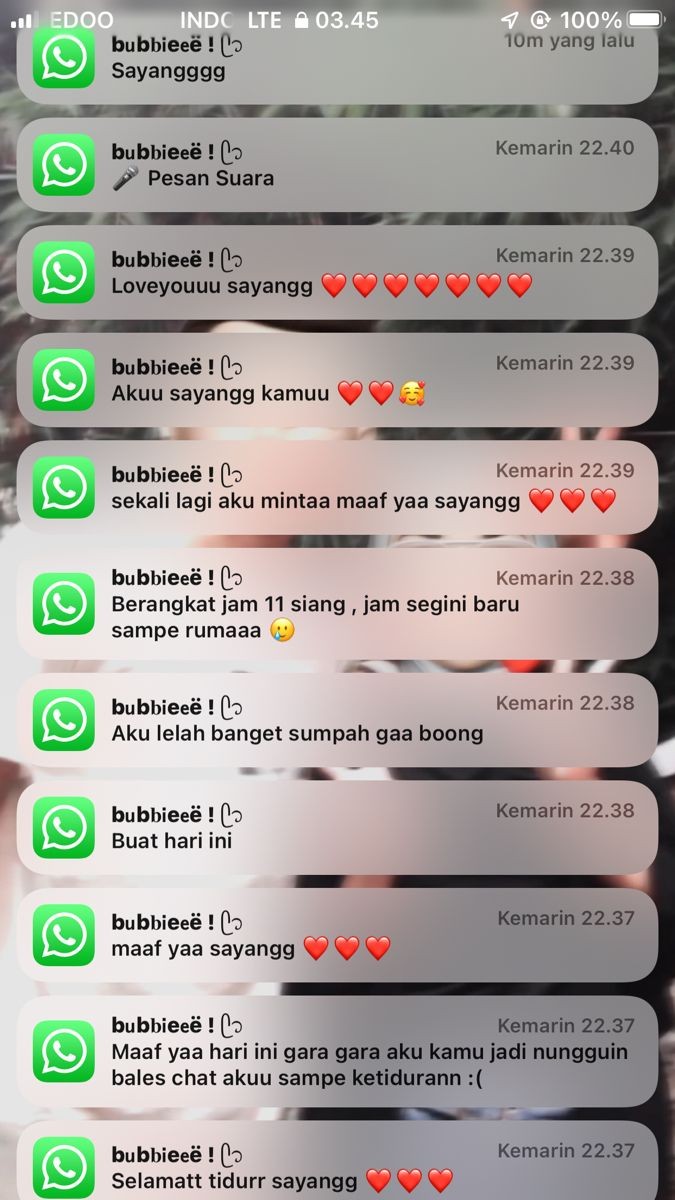 EDOO INDC LTE 03.45 100%
bubbieeë ! ᥫ᭡
10m yang lalu
Sayangggg
bubbieeë ! ᥫ᭡
Kemarin 22.40
🎤 Pesan Suara
bubbieeë ! ᥫ᭡
Kemarin 22.39
Loveyouuu sayangg ❤️❤️❤️❤️❤️❤️❤️
bubbieeë ! ᥫ᭡
Kemarin 22.39
Akuu sayangg kamuu ❤️❤️🥰
bubbieeë ! ᥫ᭡
Kemarin 22.39
sekali lagi aku mintaa maaf yaa sayangg ❤️❤️❤️
bubbieeë ! ᥫ᭡
Kemarin 22.38
Berangkat jam 11 siang , jam segini baru
sampe rumaaa 🥲
bubbieeë ! ᥫ᭡
Kemarin 22.38
Aku lelah banget sumpah gaa boong
bubbieeë ! ᥫ᭡
Kemarin 22.38
Buat hari ini
bubbieeë ! ᥫ᭡
Kemarin 22.37
maaf yaa sayangg ❤️❤️❤️
bubbieeë ! ᥫ᭡
Kemarin 22.37
Maaf yaa hari ini gara gara aku kamu jadi nungguin
bales chat akuu sampe ketidurann :(
bubbieeë ! ᥫ᭡
Kemarin 22.37
Selamatt tidurr sayangg ❤️❤️❤️